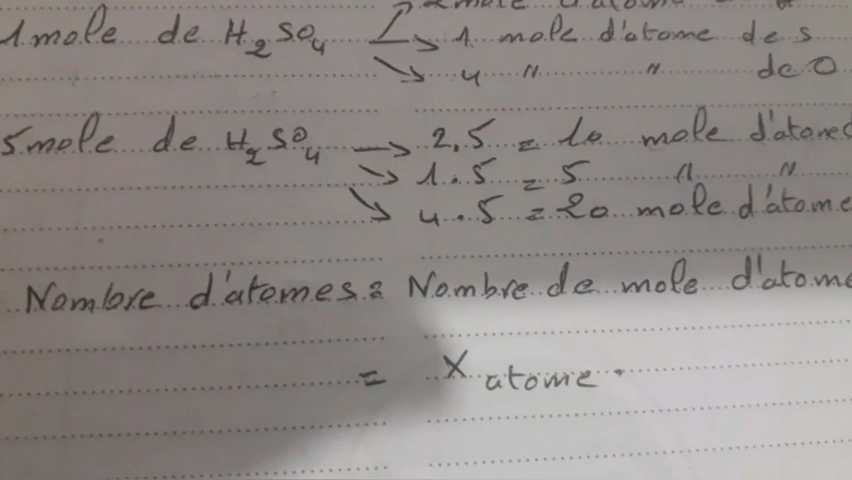 1 mole de H2SO4 → 1 mole d'atome de s
→ 4 " " de O
5 mole de H2SO4 → 2.5 = 10 mole d'atome
→ 1.5 = 5 " "
→ 4.5 = 20 mole d'atome
Nombre d'atomes = Nombre de mole d'atome
= X atome.